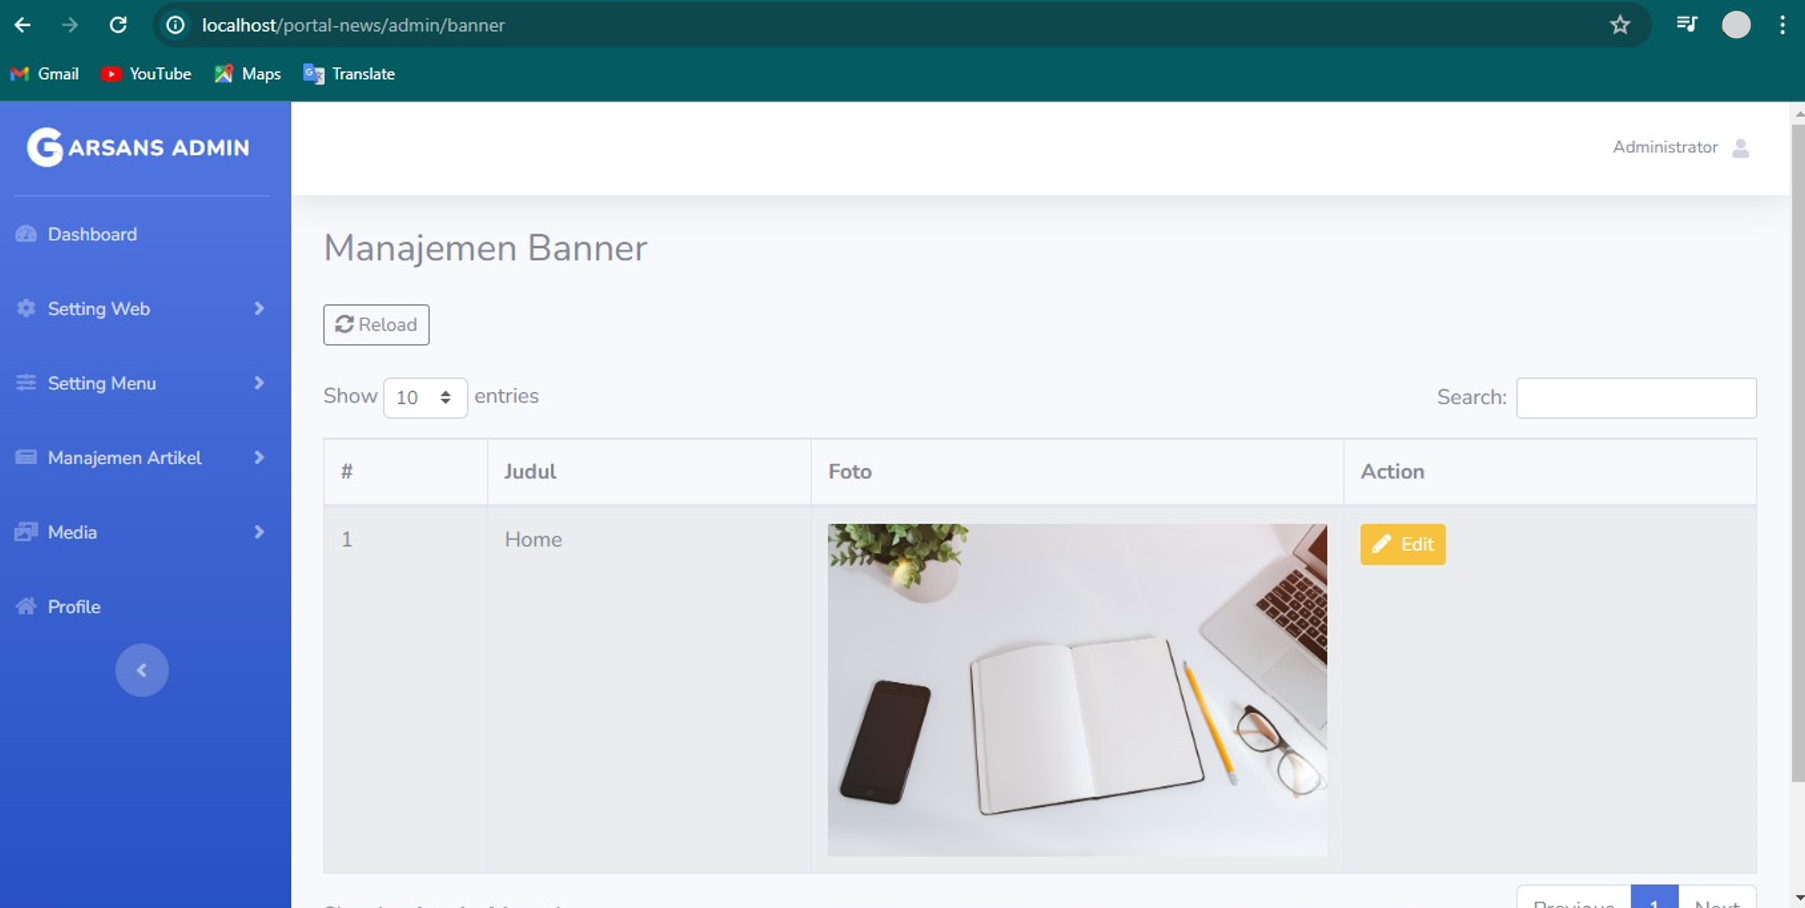 localhost/portal-news/admin/banner
Gmail YouTube Maps Translate
GARSANS ADMIN
Administrator
Dashboard
Setting Web
Setting Menu
Manajemen Artikel
Media
Profile
Manajemen Banner
Reload
Show 10 entries
Search:
# Judul Foto Action
1 Home Edit
Previous 1 Next